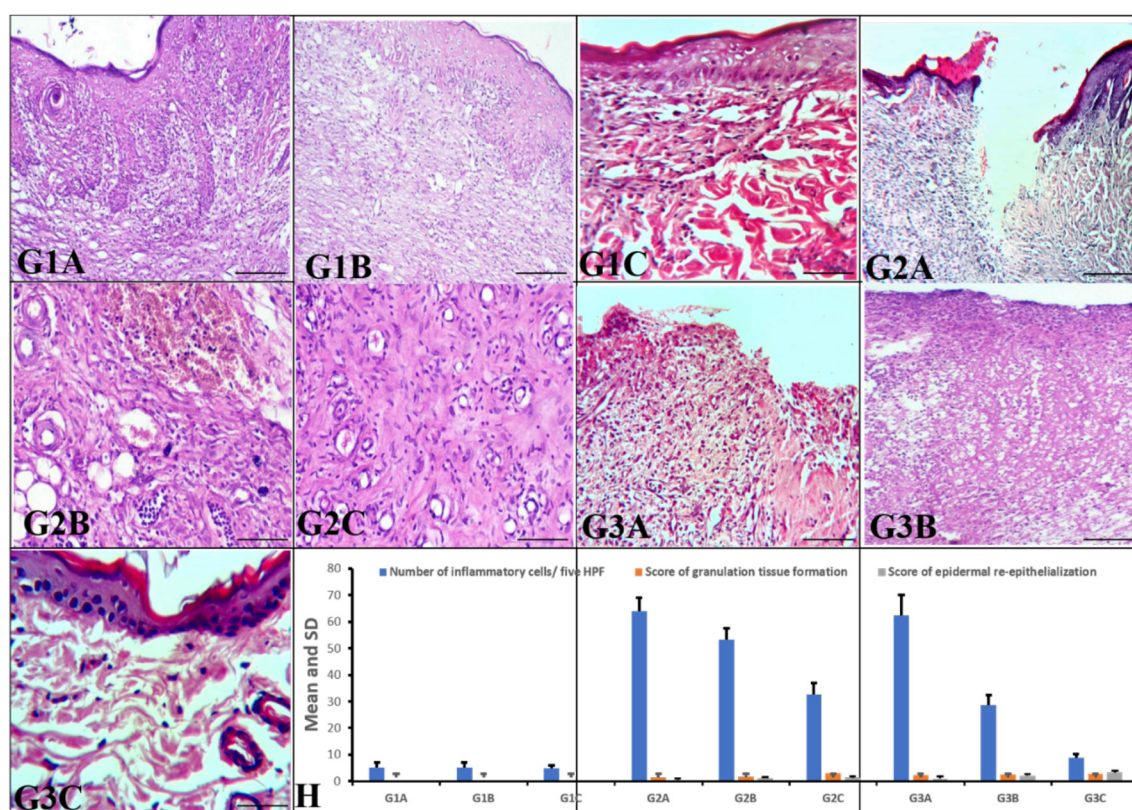 G1A
G1B
G1C
G2A
G2B
G2C
G3A
G3B
G3C
H
Mean and SD
80
70
60
50
40
30
20
10
0
Number of inflammatory cells/ five HPF
Score of granulation tissue formation
Score of epidermal re-epithelialization
G1A G1B G1C G2A G2B G2C G3A G3B G3C